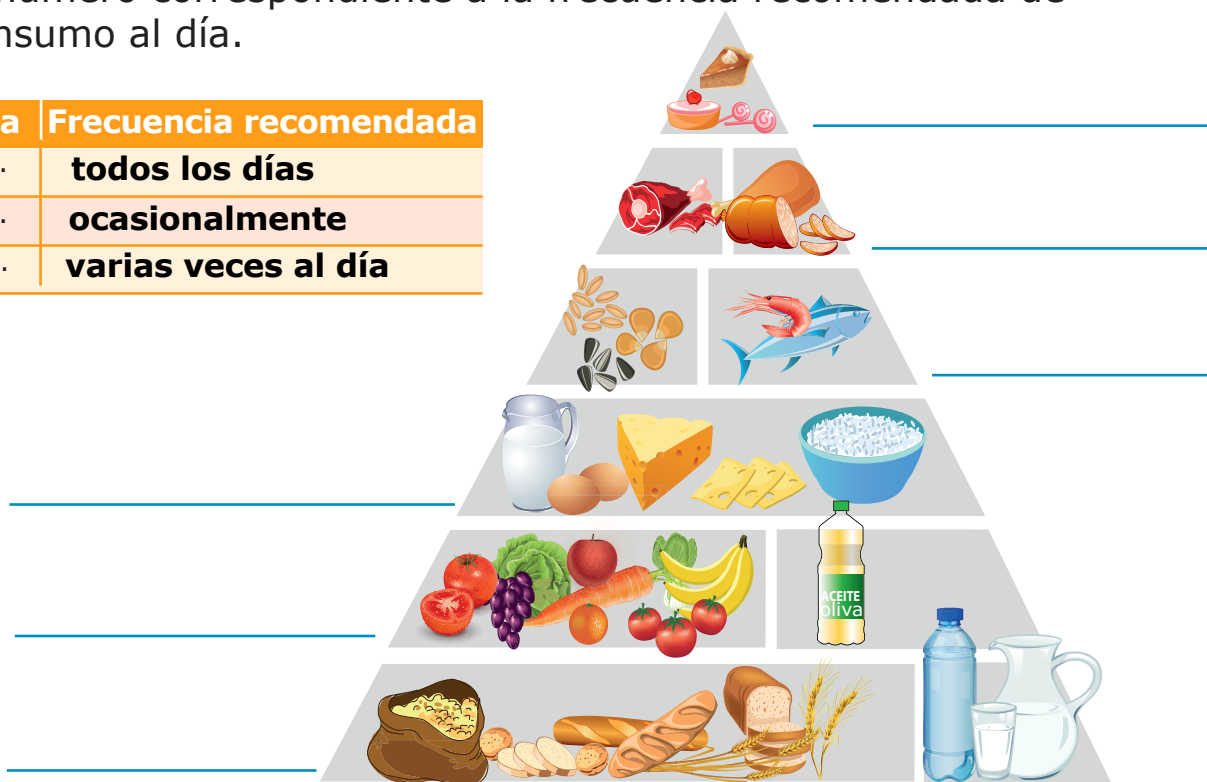 número correspondiente a la frecuencia recomendada de
nsumo al día.
a Frecuencia recomendada
. todos los días
. ocasionalmente
. varias veces al día
ACEITE
oliva